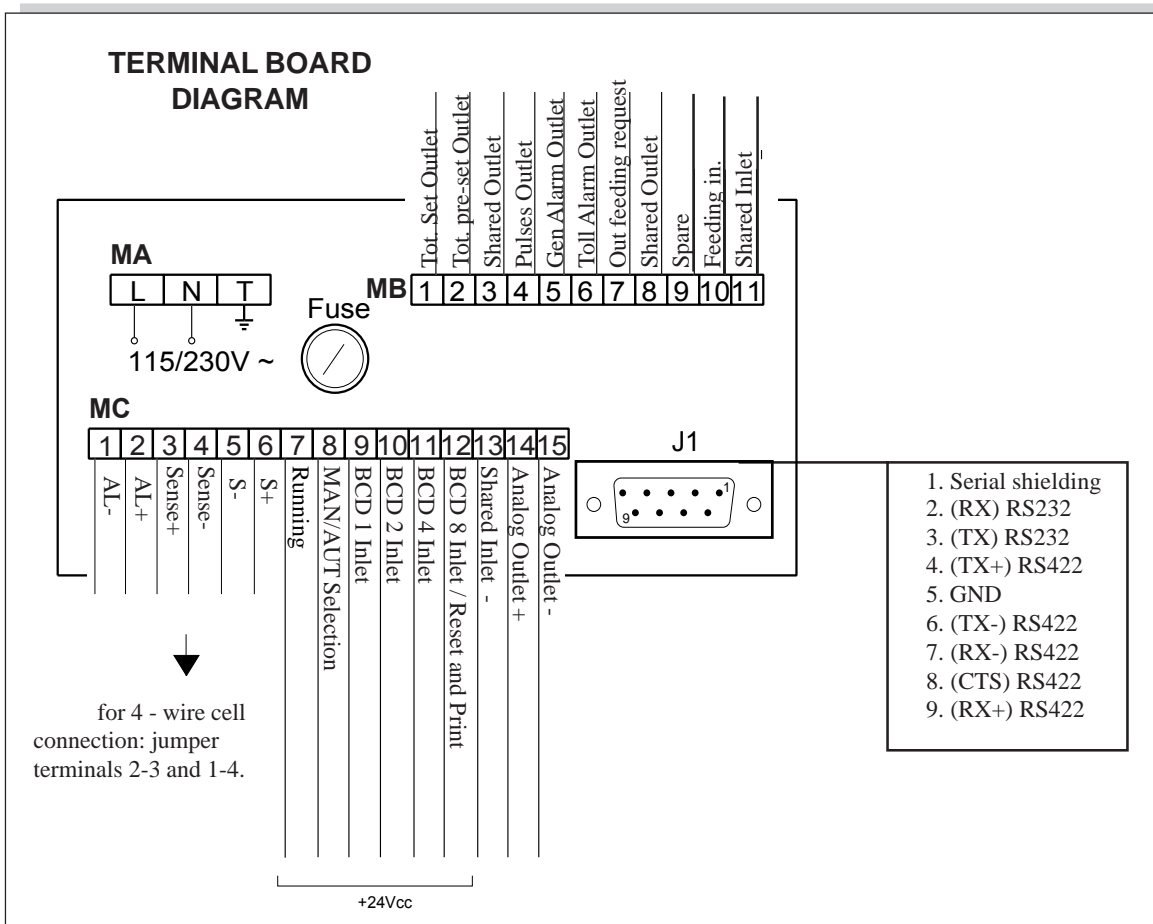 TERMINAL BOARD
DIAGRAM
Tot. Set Outlet
Tot. pre-set Outlet
Shared Outlet
Pulses Outlet
Gen Alarm Outlet
Toll Alarm Outlet
Out feeding request
Shared Outlet
Spare
Feeding in.
Shared Inlet
MA
L N T
115/230V ~
Fuse
MB 1 2 3 4 5 6 7 8 9 10 11
MC
1 2 3 4 5 6 7 8 9 10 11 12 13 14 15
AL-
AL+
Sense+
Sense-
S-
S+
Running
MAN/AUT Selection
BCD 1 Inlet
BCD 2 Inlet
BCD 4 Inlet
BCD 8 Inlet / Reset and Print
Shared Inlet -
Analog Outlet +
Analog Outlet -
J1
1
9
1. Serial shielding
2. (RX) RS232
3. (TX) RS232
4. (TX+) RS422
5. GND
6. (TX-) RS422
7. (RX-) RS422
8. (CTS) RS422
9. (RX+) RS422
for 4 - wire cell
connection: jumper
terminals 2-3 and 1-4.
+24Vcc